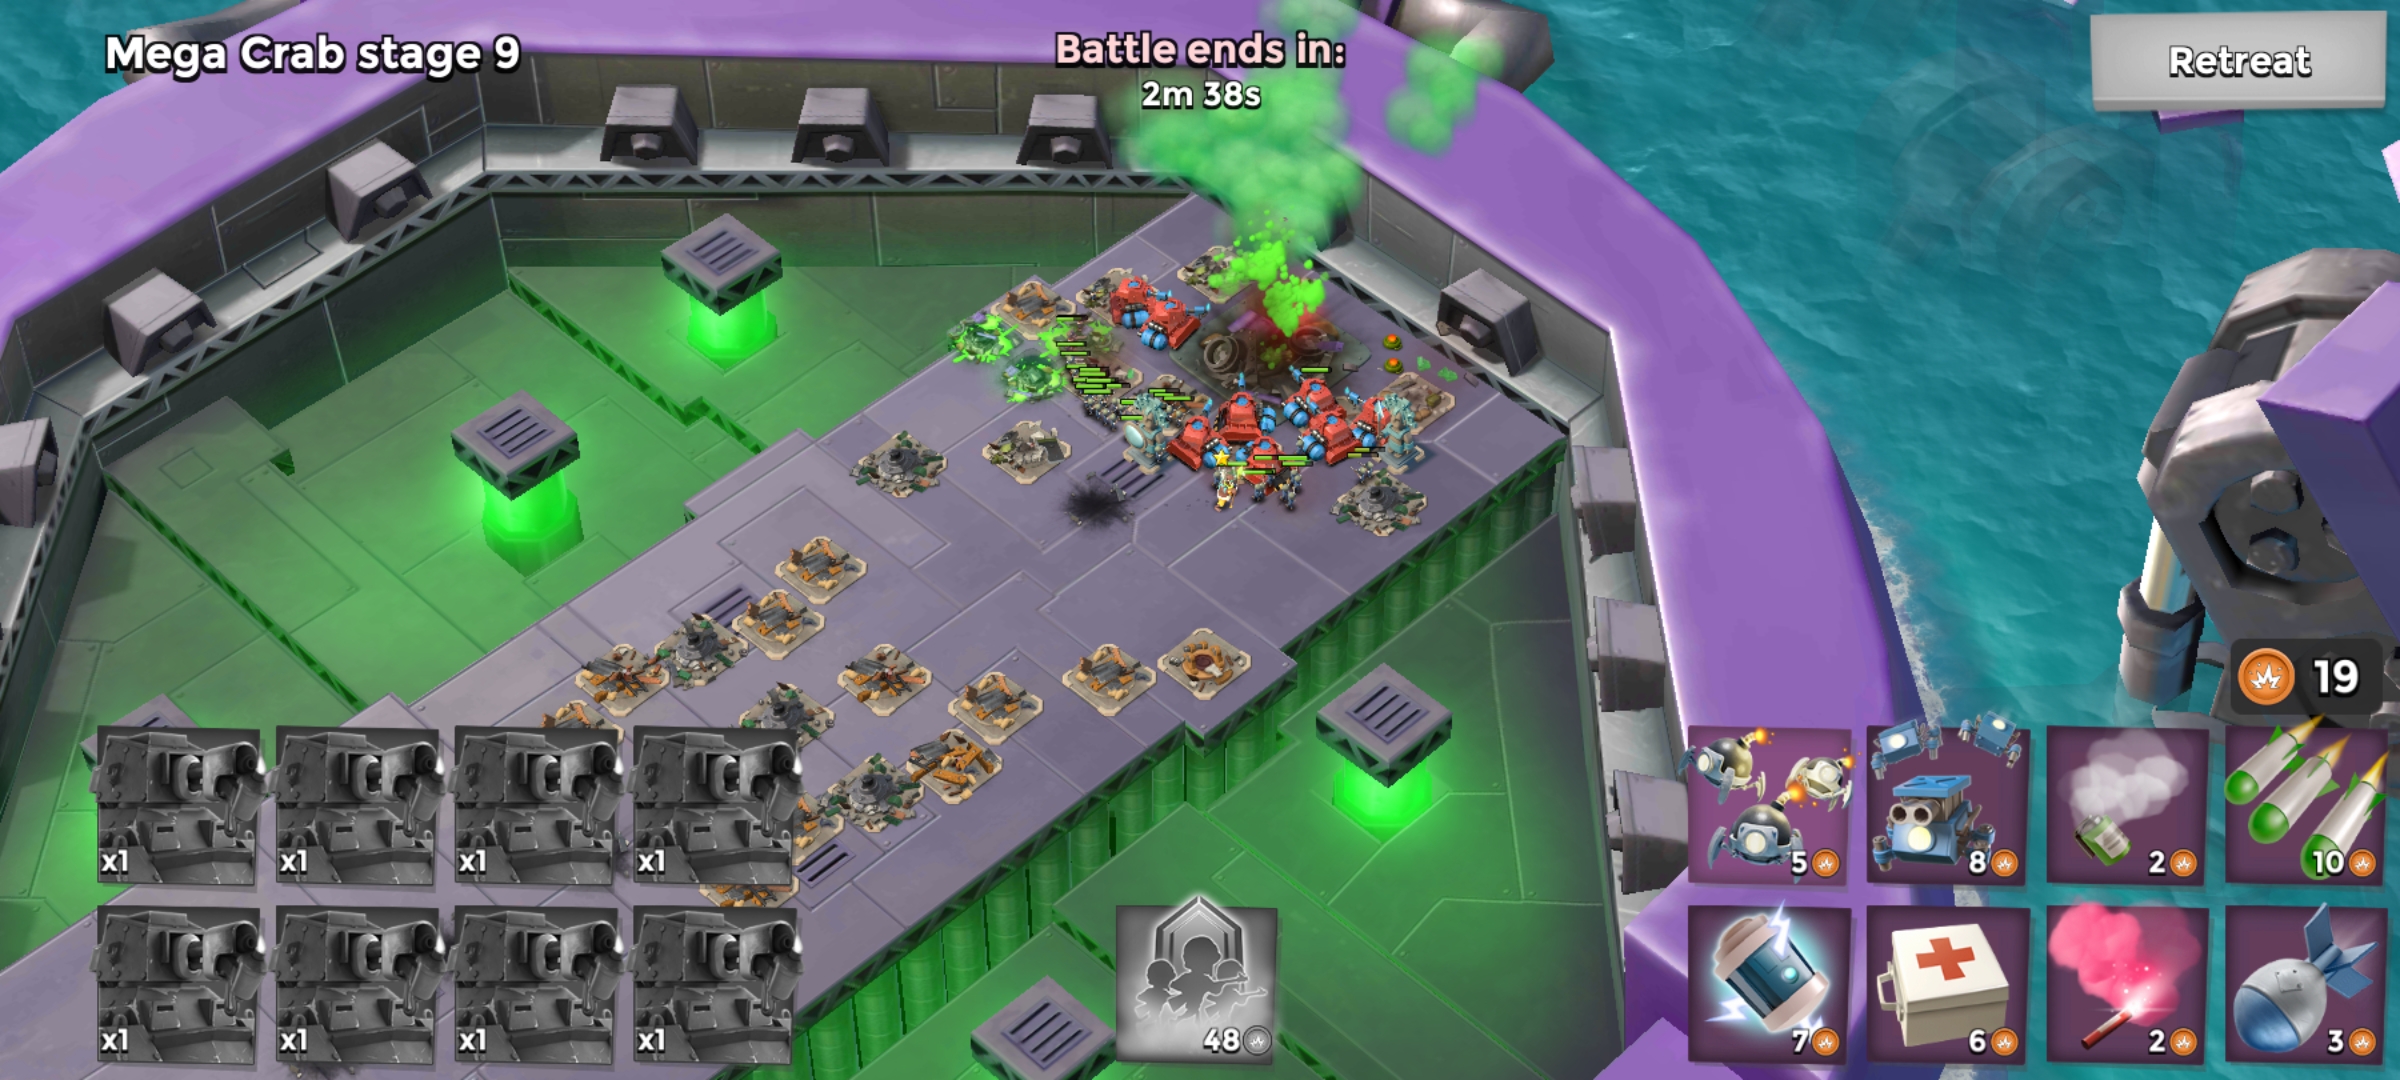 Mega Crab stage 9
Battle ends in:
2m 38s
Retreat
19
x1 x1 x1 x1
5 8 2 10
x1 x1 x1 x1
48
7 6 2 3